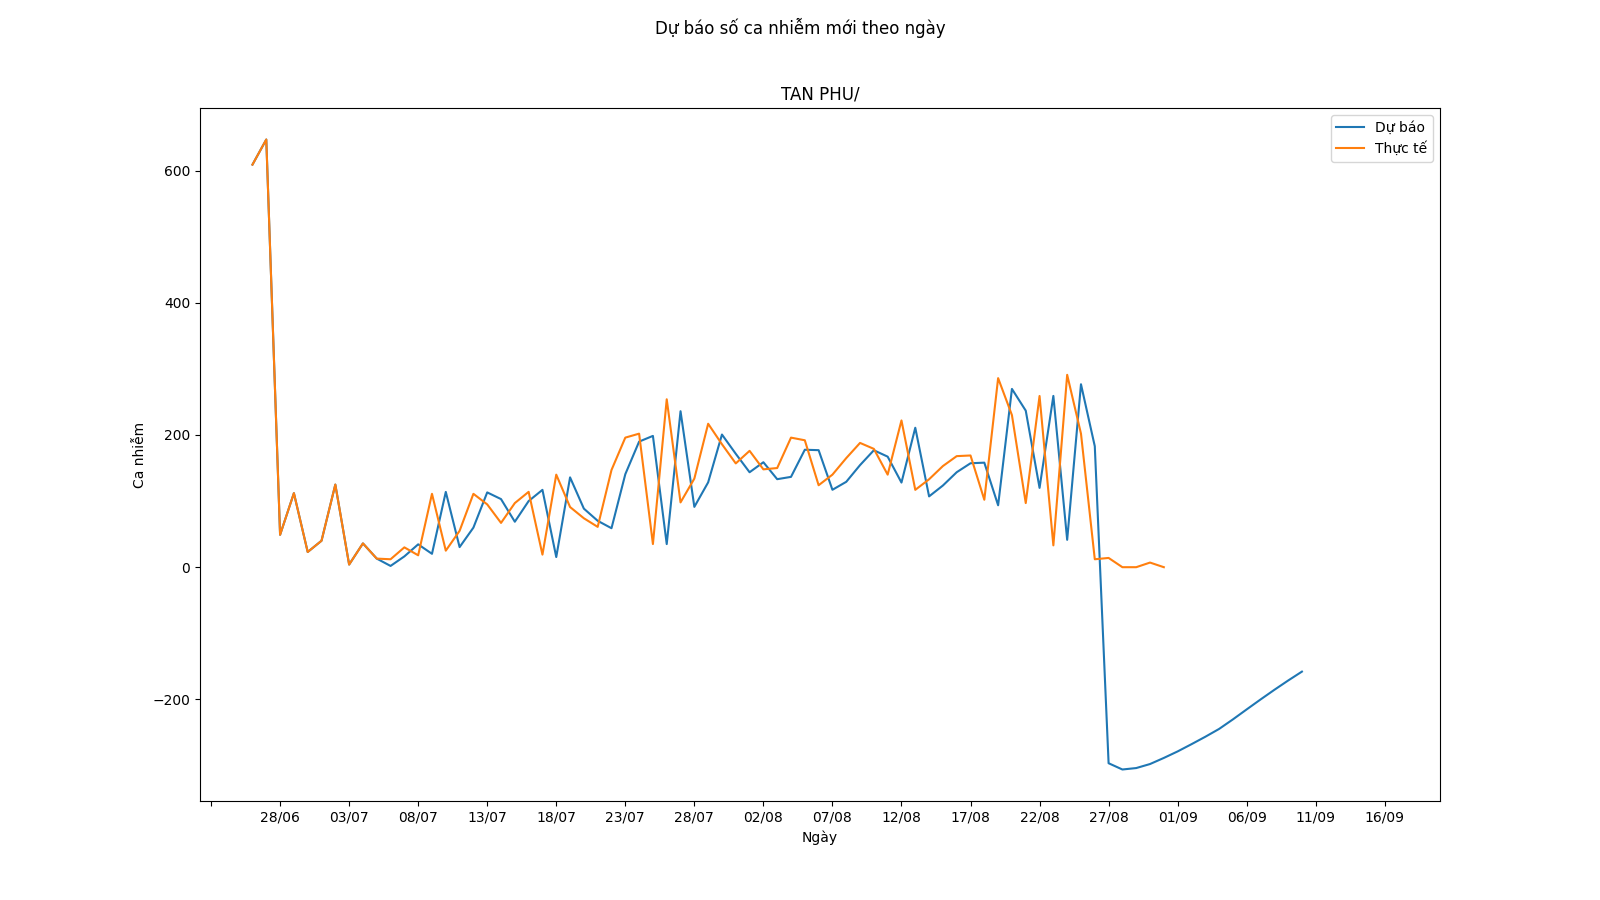 Dự báo số ca nhiễm mới theo ngày
TAN PHU/
Dự báo
Thực tế
600
400
200
0
−200
Ca nhiễm
28/06 03/07 08/07 13/07 18/07 23/07 28/07 02/08 07/08 12/08 17/08 22/08 27/08 01/09 06/09 11/09 16/09
Ngày